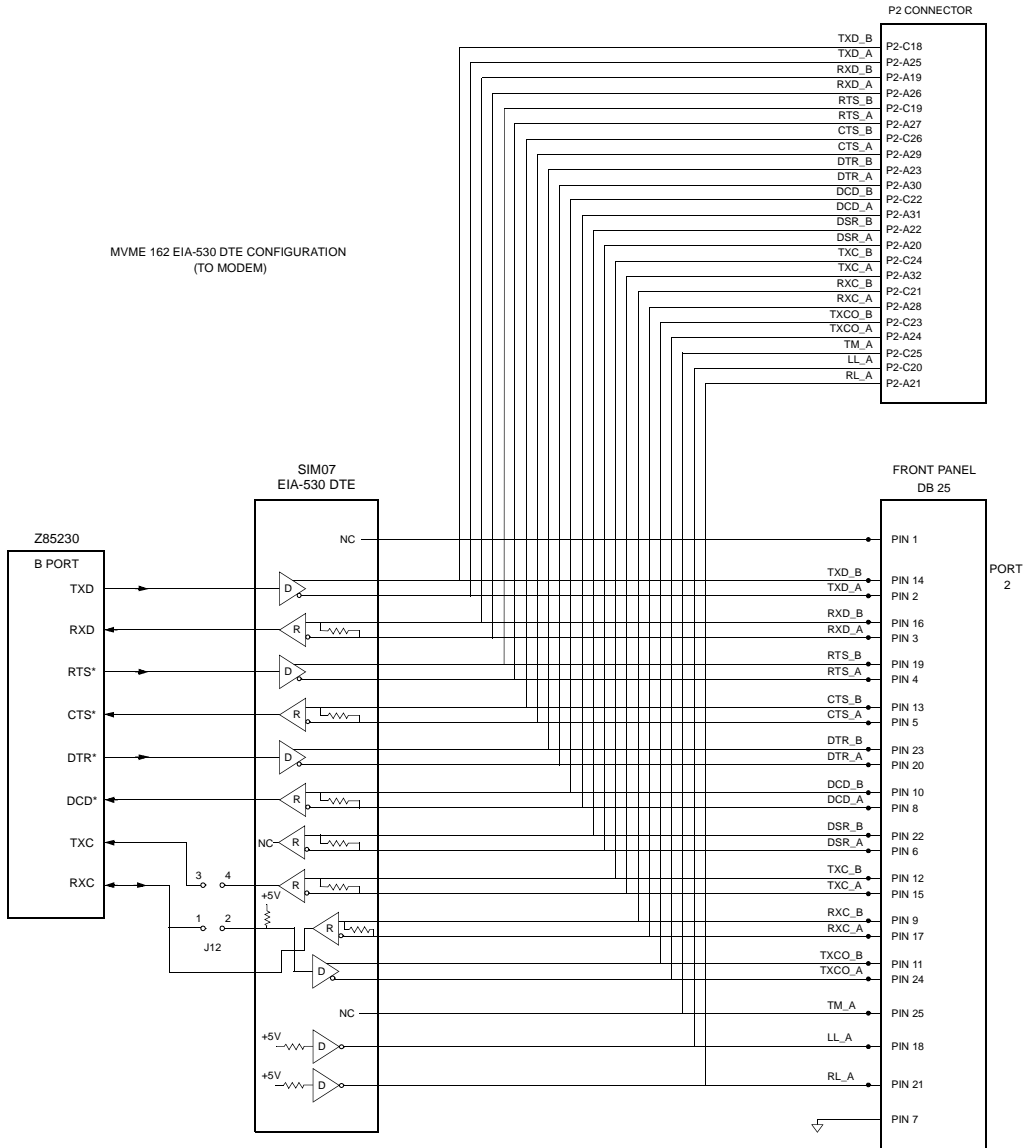 P2 CONNECTOR
TXD_B P2-C18
TXD_A P2-A25
RXD_B P2-A19
RXD_A P2-A26
RTS_B P2-C19
RTS_A P2-A27
CTS_B P2-C26
CTS_A P2-A29
DTR_B P2-A23
DTR_A P2-A30
DCD_B P2-C22
DCD_A P2-A31
DSR_B P2-A22
DSR_A P2-A20
TXC_B P2-C24
TXC_A P2-A32
RXC_B P2-C21
RXC_A P2-A28
TXCO_B P2-C23
TXCO_A P2-A24
TM_A P2-C25
LL_A P2-C20
RL_A P2-A21
MVME 162 EIA-530 DTE CONFIGURATION
(TO MODEM)
SIM07
EIA-530 DTE
FRONT PANEL
DB 25
PORT
2
Z85230
B PORT
NC PIN 1
TXD D TXD_B PIN 14
TXD_A PIN 2
RXD R RXD_B PIN 16
RXD_A PIN 3
RTS* D RTS_B PIN 19
RTS_A PIN 4
CTS* R CTS_B PIN 13
CTS_A PIN 5
DTR* D DTR_B PIN 23
DTR_A PIN 20
DCD* R DCD_B PIN 10
DCD_A PIN 8
TXC NC R DSR_B PIN 22
DSR_A PIN 6
RXC 3 4 R TXC_B PIN 12
+5V TXC_A PIN 15
1 2 R RXC_B PIN 9
J12 RXC_A PIN 17
D TXCO_B PIN 11
TXCO_A PIN 24
NC TM_A PIN 25
+5V D LL_A PIN 18
+5V D RL_A PIN 21
PIN 7